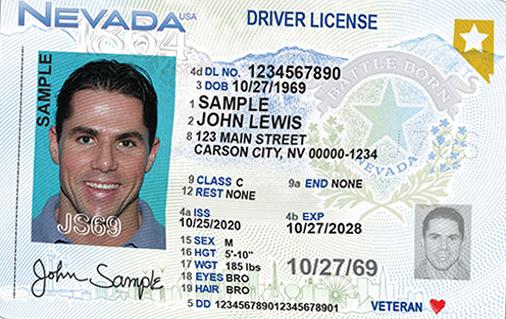 NEVADA USA
DRIVER LICENSE
SAMPLE
4d DL NO. 1234567890
3 DOB 10/27/1969
1 SAMPLE
2 JOHN LEWIS
8 123 MAIN STREET
CARSON CITY, NV 00000-1234
BATTLE BORN
NEVADA
9 CLASS C
9a END NONE
12 REST NONE
4a ISS
10/25/2020
4b EXP
10/27/2028
15 SEX M
16 HGT 5'-10"
17 WGT 185 lbs
18 EYES BRO
19 HAIR BRO
10/27/69
JS69
John Sample
5 DD 123456789012345678901
VETERAN